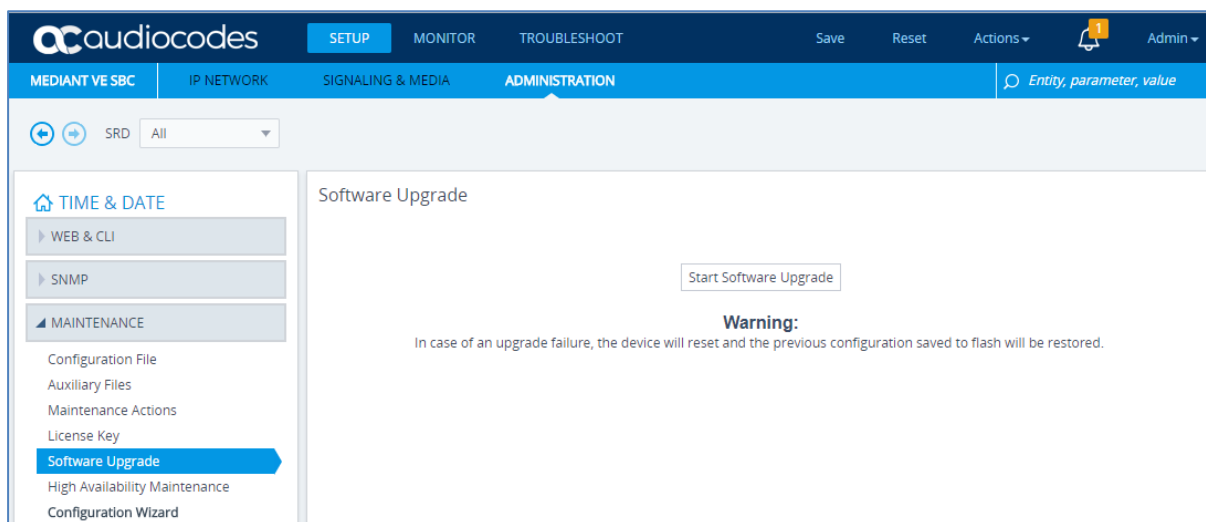 audiocodes SETUP MONITOR TROUBLESHOOT Save Reset Actions 1 Admin
MEDIANT VE SBC IP NETWORK SIGNALING & MEDIA ADMINISTRATION Entity, parameter, value
SRD All
TIME & DATE
WEB & CLI
SNMP
MAINTENANCE
Configuration File
Auxiliary Files
Maintenance Actions
License Key
Software Upgrade
High Availability Maintenance
Configuration Wizard
Software Upgrade
Start Software Upgrade
Warning:
In case of an upgrade failure, the device will reset and the previous configuration saved to flash will be restored.